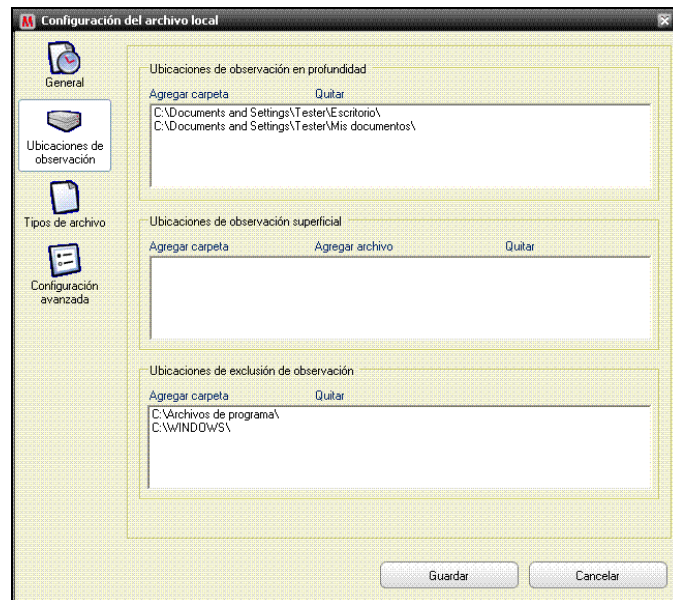 Configuración del archivo local
General
Ubicaciones de
observación
Tipos de archivo
Configuración
avanzada
Ubicaciones de observación en profundidad
Agregar carpeta Quitar
C:\Documents and Settings\Tester\Escritorio\
C:\Documents and Settings\Tester\Mis documentos\
Ubicaciones de observación superficial
Agregar carpeta Agregar archivo Quitar
Ubicaciones de exclusión de observación
Agregar carpeta Quitar
C:\Archivos de programa\
C:\WINDOWS\
Guardar Cancelar